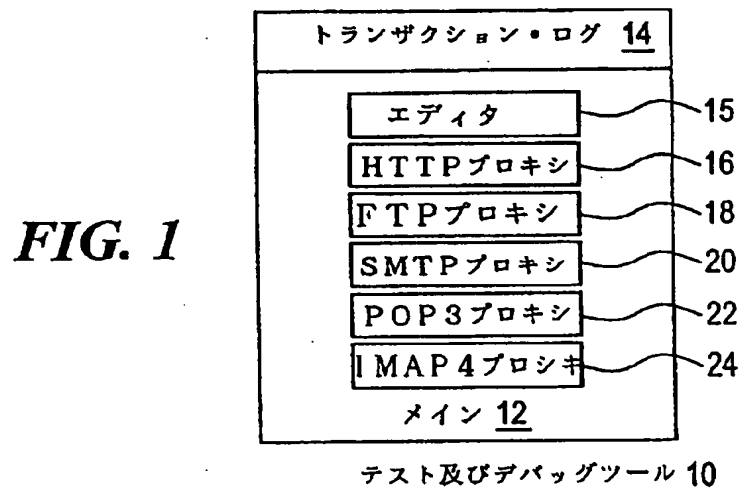 トランザクション・ログ 14
エディタ 15
HTTPプロキシ 16
FTPプロキシ 18
SMTPプロキシ 20
POP3プロキシ 22
IMAP4プロシキ 24
メイン 12
FIG. 1
テスト及びデバッグツール 10